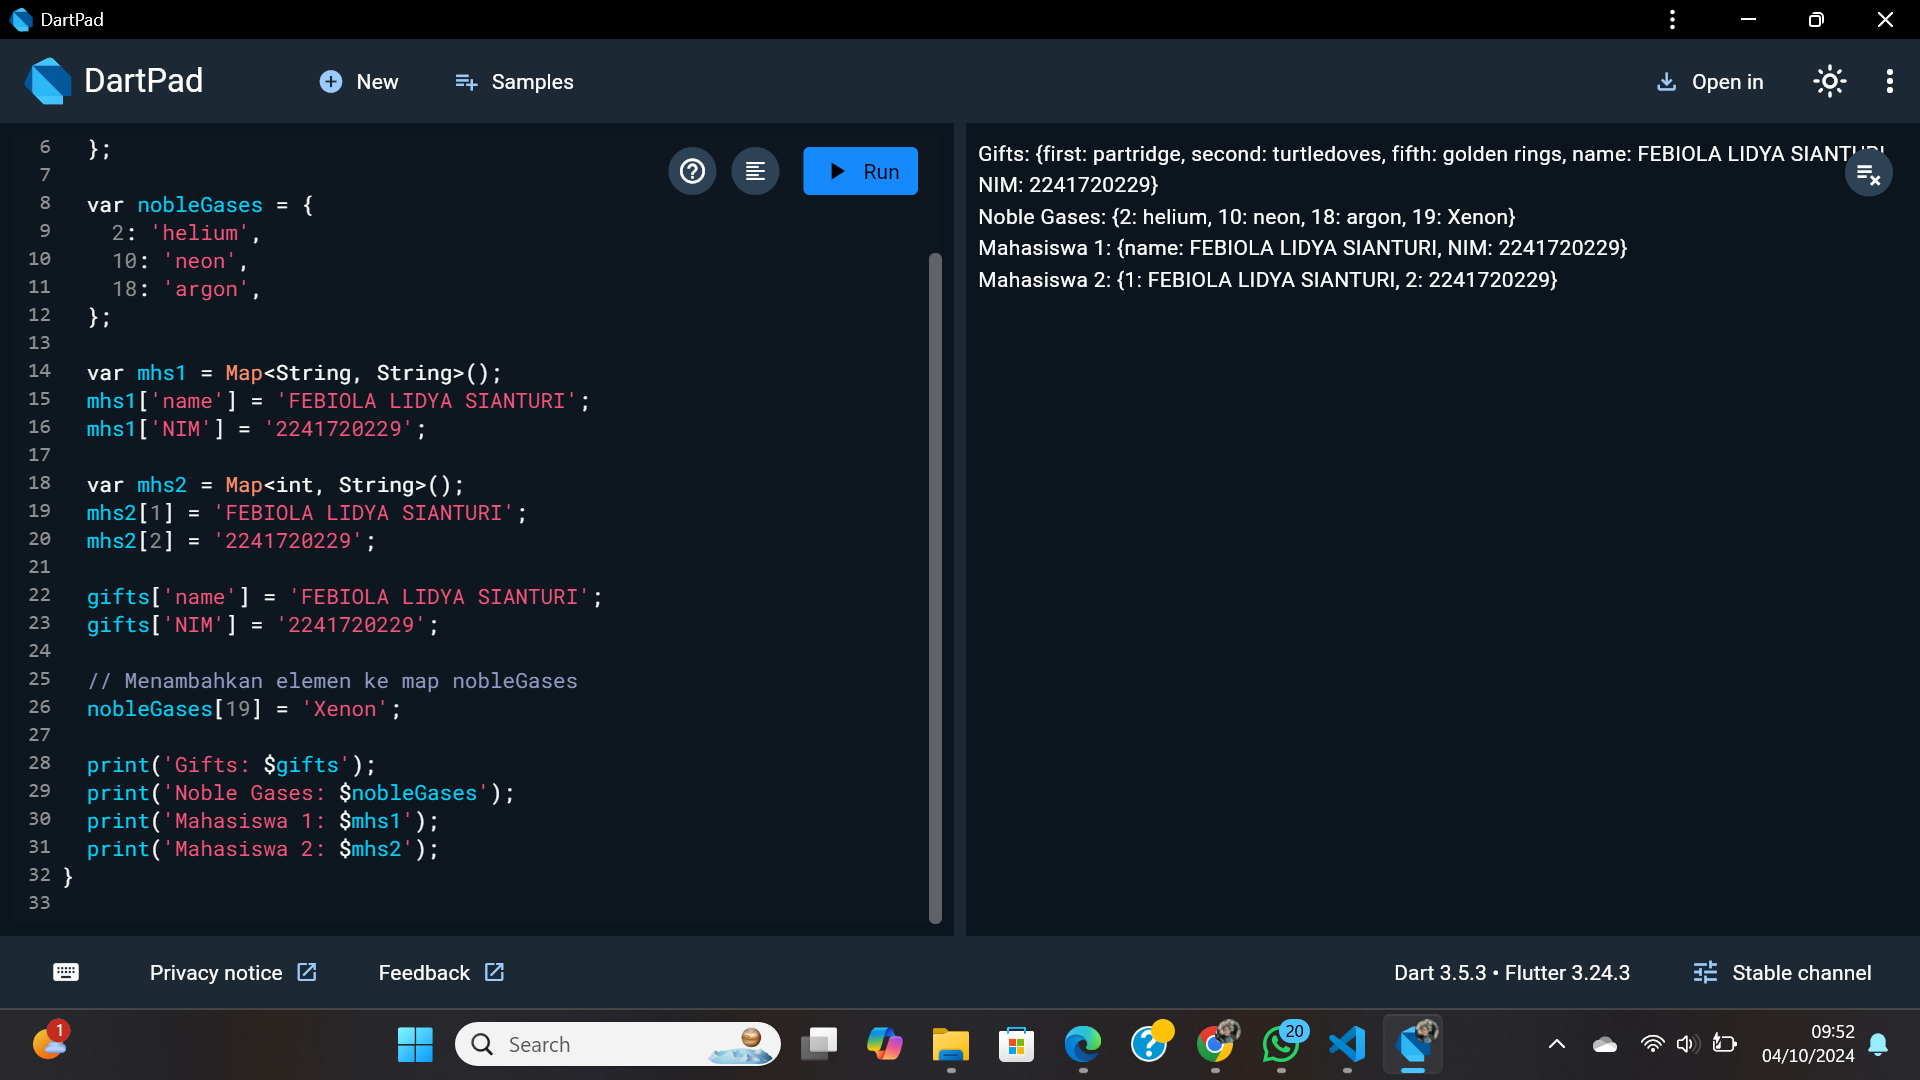 DartPad
DartPad
New
Samples
Open in
6 };
7
8 var nobleGases = {
9 2: 'helium',
10 10: 'neon',
11 18: 'argon',
12 };
13
14 var mhs1 = Map<String, String>();
15 mhs1['name'] = 'FEBIOLA LIDYA SIANTURI';
16 mhs1['NIM'] = '2241720229';
17
18 var mhs2 = Map<int, String>();
19 mhs2[1] = 'FEBIOLA LIDYA SIANTURI';
20 mhs2[2] = '2241720229';
21
22 gifts['name'] = 'FEBIOLA LIDYA SIANTURI';
23 gifts['NIM'] = '2241720229';
24
25 // Menambahkan elemen ke map nobleGases
26 nobleGases[19] = 'Xenon';
27
28 print('Gifts: $gifts');
29 print('Noble Gases: $nobleGases');
30 print('Mahasiswa 1: $mhs1');
31 print('Mahasiswa 2: $mhs2');
32 }
33
Run
Gifts: {first: partridge, second: turtledoves, fifth: golden rings, name: FEBIOLA LIDYA
NIM: 2241720229}
Noble Gases: {2: helium, 10: neon, 18: argon, 19: Xenon}
Mahasiswa 1: {name: FEBIOLA LIDYA SIANTURI, NIM: 2241720229}
Mahasiswa 2: {1: FEBIOLA LIDYA SIANTURI, 2: 2241720229}
Privacy notice
Feedback
Dart 3.5.3 • Flutter 3.24.3
Stable channel
1
Search
20
09:52
04/10/2024